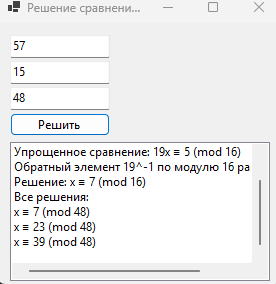 Решение сравнени...
57
15
48
Решить
Упрощенное сравнение: 19x ≡ 5 (mod 16)
Обратный элемент 19^-1 по модулю 16 ра
Решение: x ≡ 7 (mod 16)
Все решения:
x ≡ 7 (mod 48)
x ≡ 23 (mod 48)
x ≡ 39 (mod 48)